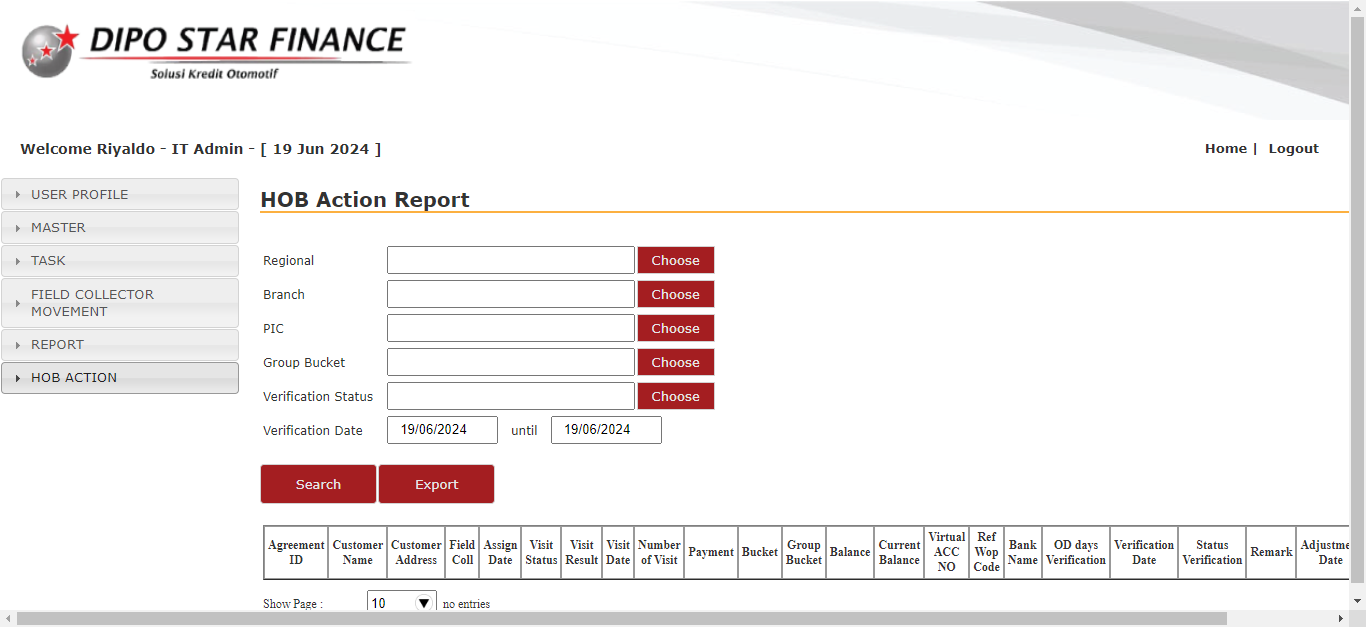 DIPO STAR FINANCE
Solusi Kredit Otomotif
Welcome Riyaldo - IT Admin - [ 19 Jun 2024 ]
Home | Logout
USER PROFILE
MASTER
TASK
FIELD COLLECTOR
MOVEMENT
REPORT
HOB ACTION
HOB Action Report
Regional Choose
Branch Choose
PIC Choose
Group Bucket Choose
Verification Status Choose
Verification Date 19/06/2024 until 19/06/2024
Search Export
Agreement ID Customer Name Customer Address Field Coll Assign Date Visit Status Visit Result Visit Date Number of Visit Payment Bucket Group Bucket Balance Current Balance Virtual ACC NO Ref Wop Code Bank Name OD days Verification Verification Date Status Verification Remark Adjustme Date
Show Page : 10 no entries